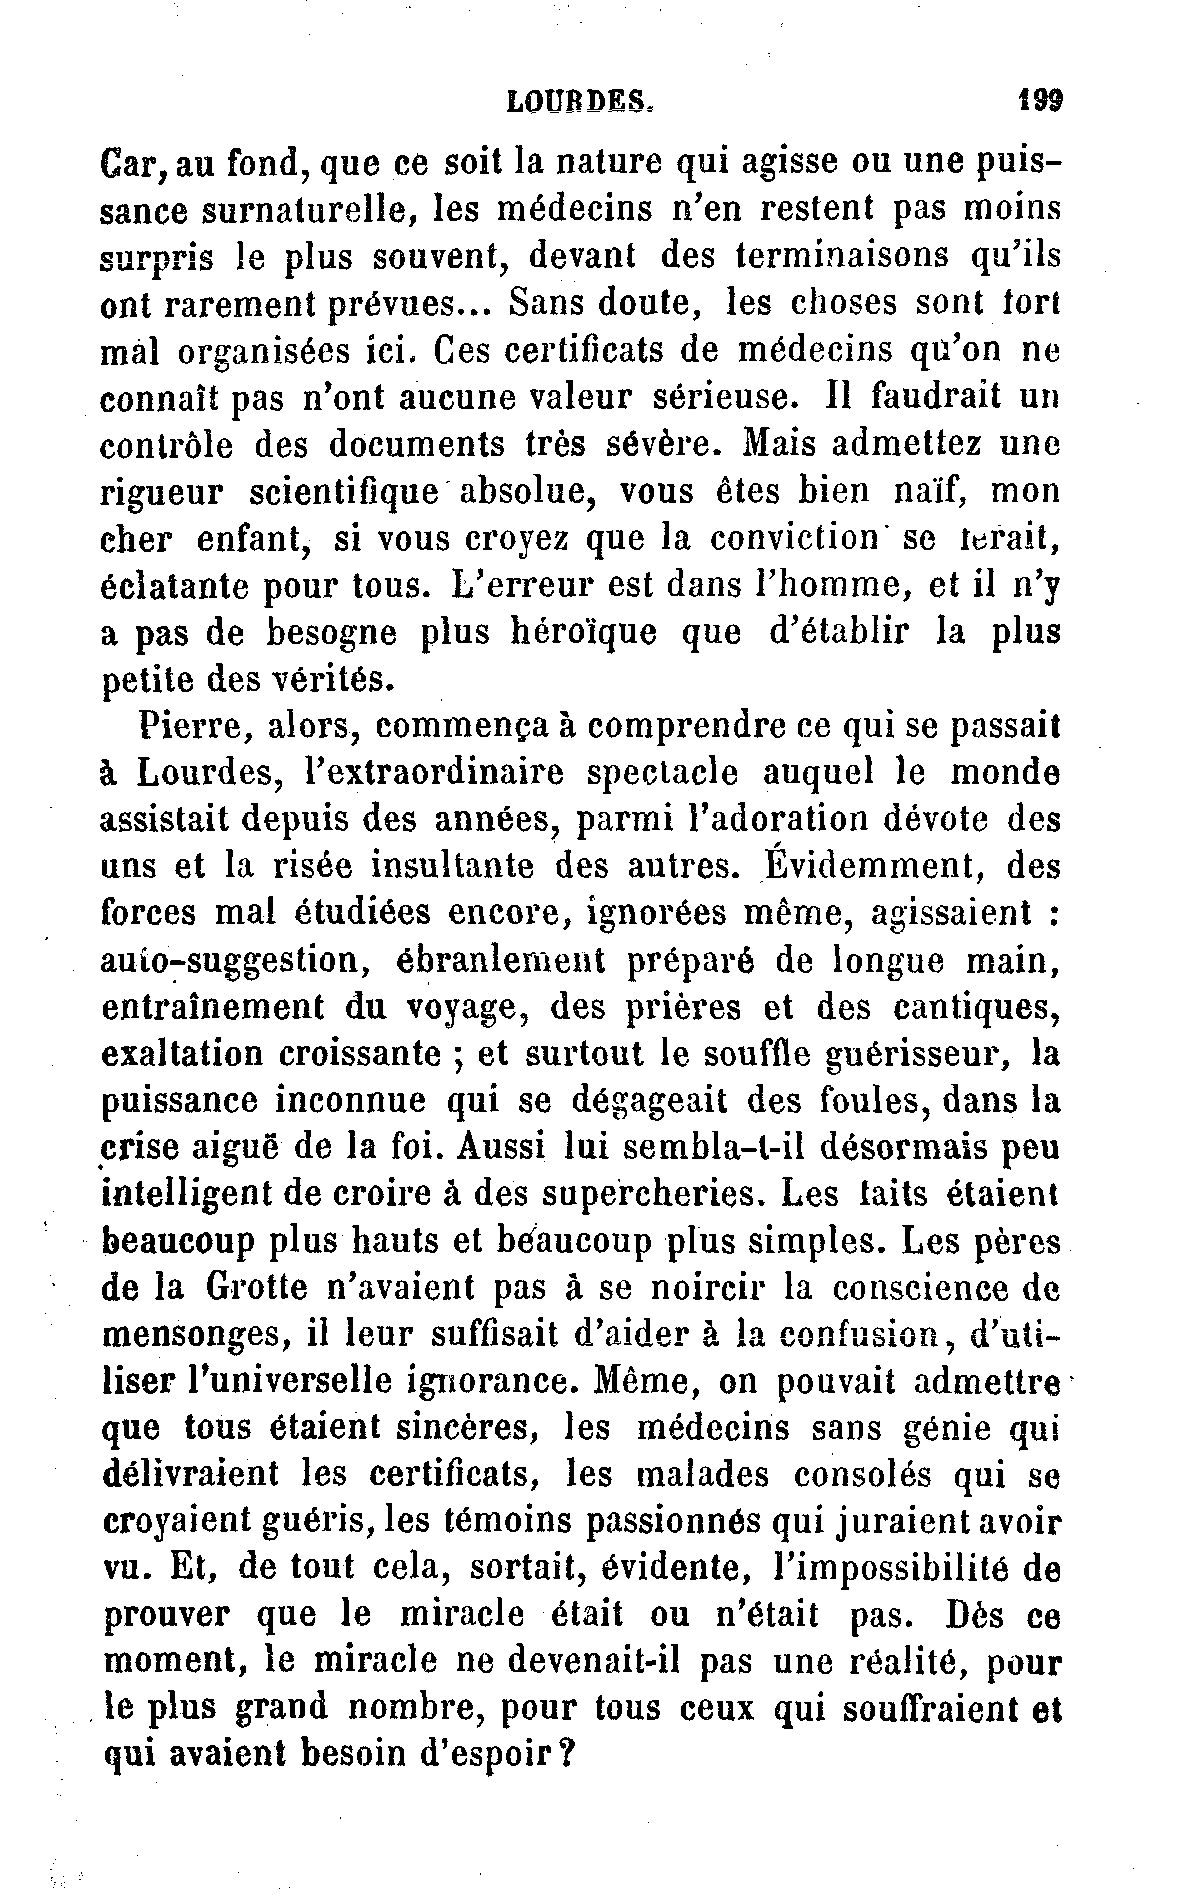 LOURDES. 199
Car, au fond, que ce soit la nature qui agisse ou une puis-
sance surnaturelle, les médecins n'en restent pas moins
surpris le plus souvent, devant des terminaisons qu'ils
ont rarement prévues... Sans doute, les choses sont fort
mal organisées ici. Ces certificats de médecins qu'on ne
connaît pas n'ont aucune valeur sérieuse. Il faudrait un
contrôle des documents très sévère. Mais admettez une
rigueur scientifique absolue, vous êtes bien naïf, mon
cher enfant, si vous croyez que la conviction se ferait,
éclatante pour tous. L'erreur est dans l'homme, et il n'y
a pas de besogne plus héroïque que d'établir la plus
petite des vérités.
Pierre, alors, commença à comprendre ce qui se passait
à Lourdes, l'extraordinaire spectacle auquel le monde
assistait depuis des années, parmi l'adoration dévote des
uns et la risée insultante des autres. Évidemment, des
forces mal étudiées encore, ignorées même, agissaient :
auto-suggestion, ébranlement préparé de longue main,
entraînement du voyage, des prières et des cantiques,
exaltation croissante ; et surtout le souffle guérisseur, la
puissance inconnue qui se dégageait des foules, dans la
crise aiguë de la foi. Aussi lui sembla-t-il désormais peu
intelligent de croire à des supercheries. Les faits étaient
beaucoup plus hauts et beaucoup plus simples. Les pères
de la Grotte n'avaient pas à se noircir la conscience de
mensonges, il leur suffisait d'aider à la confusion, d'uti-
liser l'universelle ignorance. Même, on pouvait admettre
que tous étaient sincères, les médecins sans génie qui
délivraient les certificats, les malades consolés qui se
croyaient guéris, les témoins passionnés qui juraient avoir
vu. Et, de tout cela, sortait, évidente, l'impossibilité de
prouver que le miracle était ou n'était pas. Dès ce
moment, le miracle ne devenait-il pas une réalité, pour
le plus grand nombre, pour tous ceux qui souffraient et
qui avaient besoin d'espoir ?